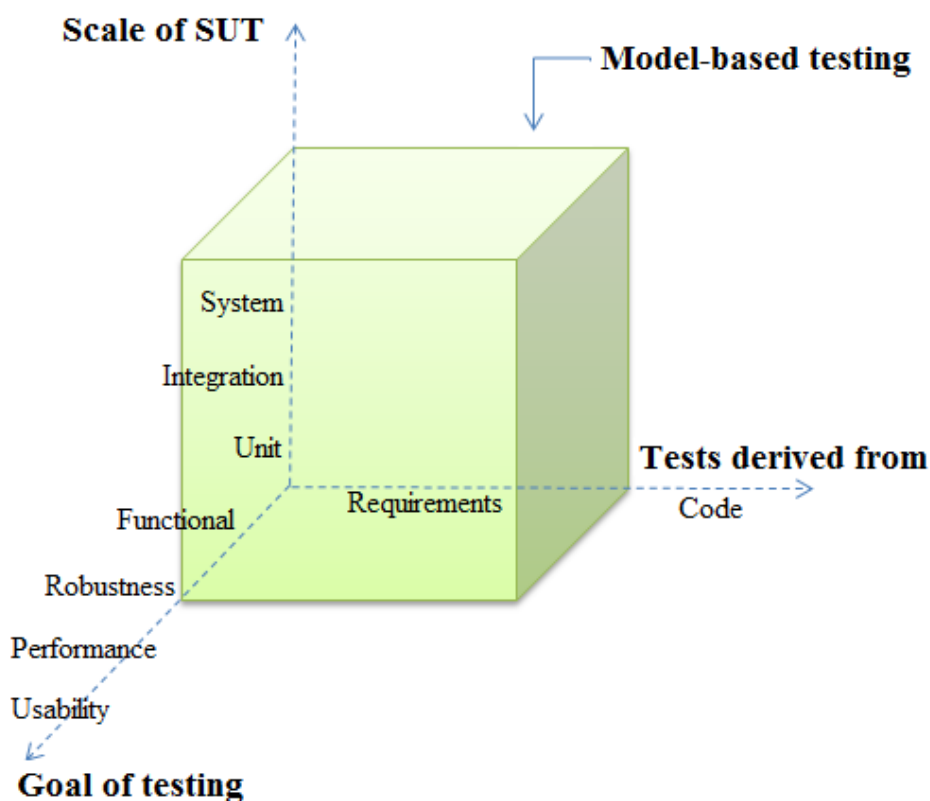 Scale of SUT
Model-based testing
System
Integration
Unit
Tests derived from
Requirements
Code
Functional
Robustness
Performance
Usability
Goal of testing